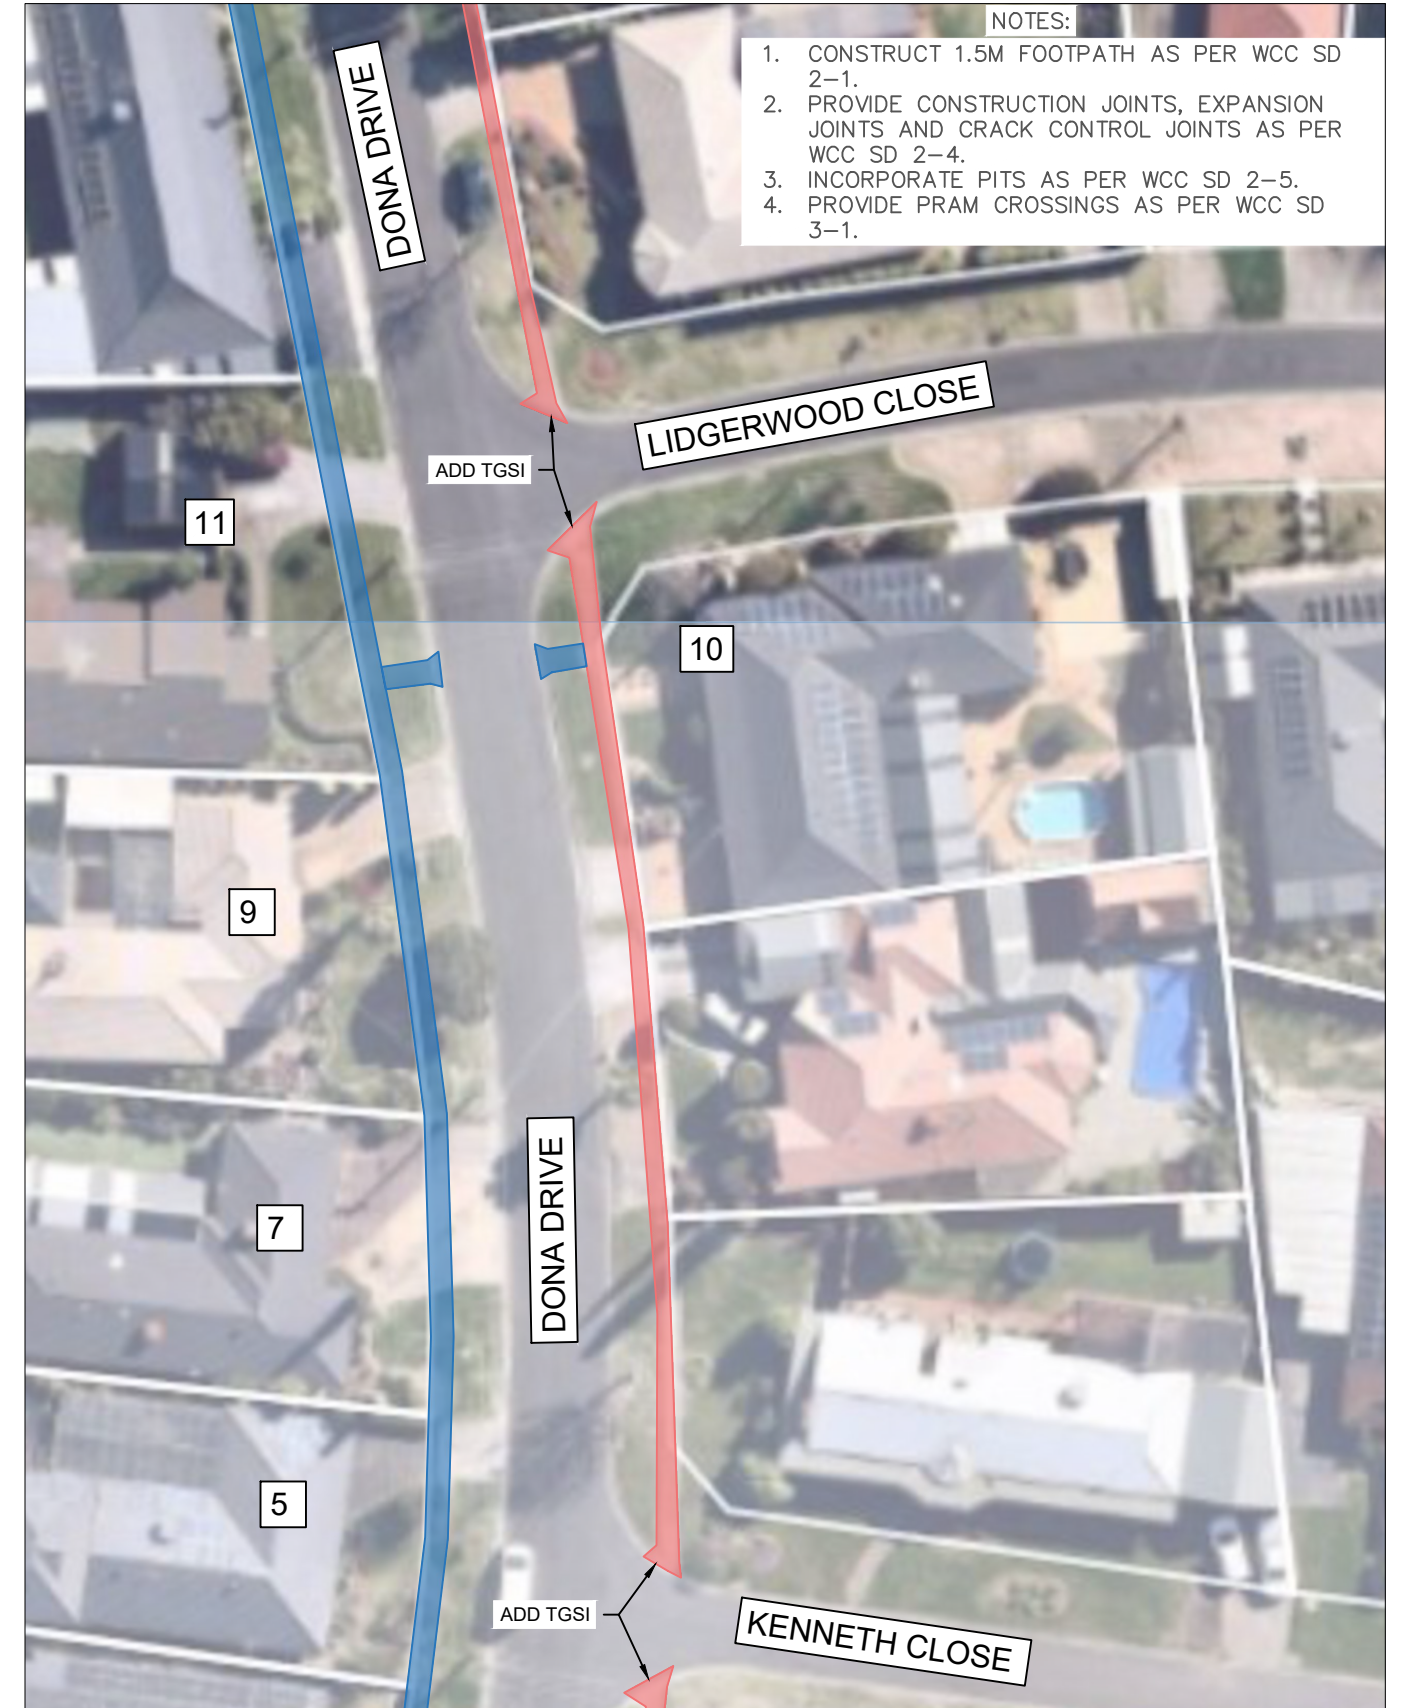 NOTES:
1. CONSTRUCT 1.5M FOOTPATH AS PER WCC SD
2-1.
2. PROVIDE CONSTRUCTION JOINTS, EXPANSION
JOINTS AND CRACK CONTROL JOINTS AS PER
WCC SD 2-4.
3. INCORPORATE PITS AS PER WCC SD 2-5.
4. PROVIDE PRAM CROSSINGS AS PER WCC SD
3-1.
DONA DRIVE
LIDGERWOOD CLOSE
ADD TGSI
11
10
9
7
DONA DRIVE
5
ADD TGSI
KENNETH CLOSE